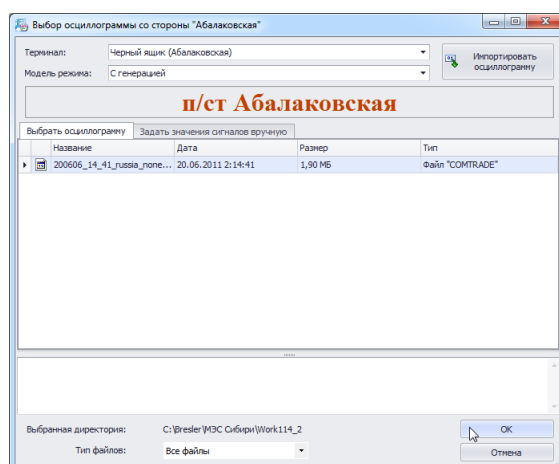 Выбор осциллограммы со стороны "Абалаковская"
Терминал: Черный ящик (Абалаковская)
Импортировать осциллограмму
Модель режима: С генерацией
п/ст Абалаковская
Выбрать осциллограмму Задать значения сигналов вручную
Название Дата Размер Тип
200606_14_41_russia_none... 20.06.2011 2:14:41 1,90 МБ Файл "COMTRADE"
Выбранная директория: C:\Bresler\МЭС Сибири\Work114_2
OK
Тип файлов: Все файлы
Отмена